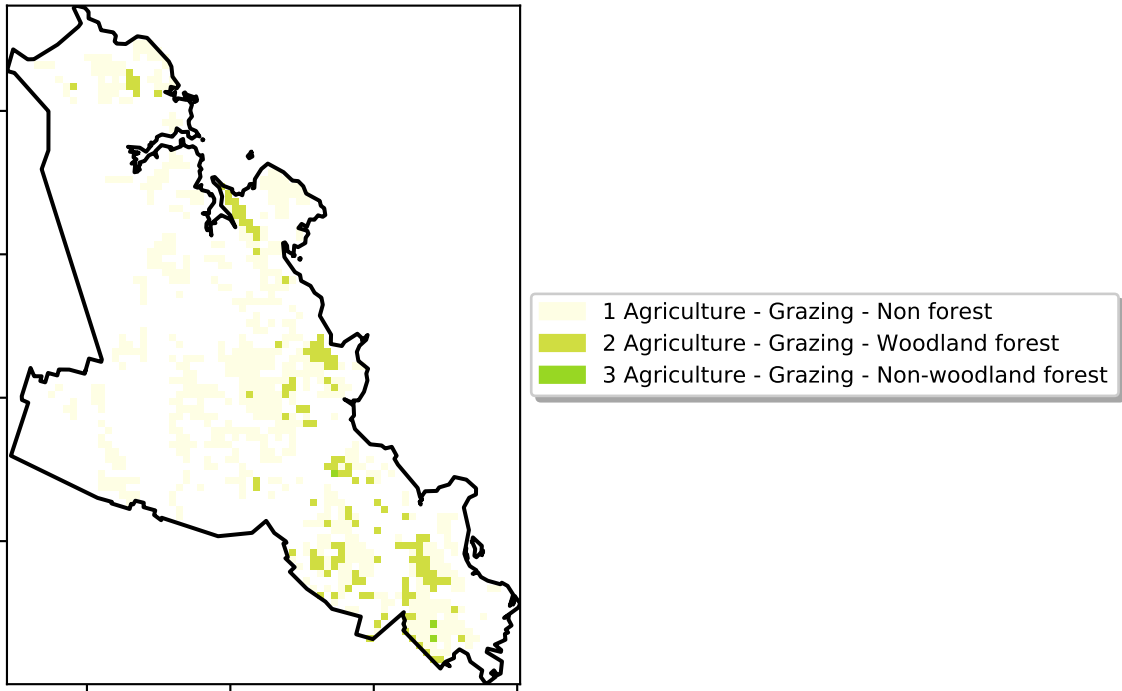 1 Agriculture - Grazing - Non forest
2 Agriculture - Grazing - Woodland forest
3 Agriculture - Grazing - Non-woodland forest